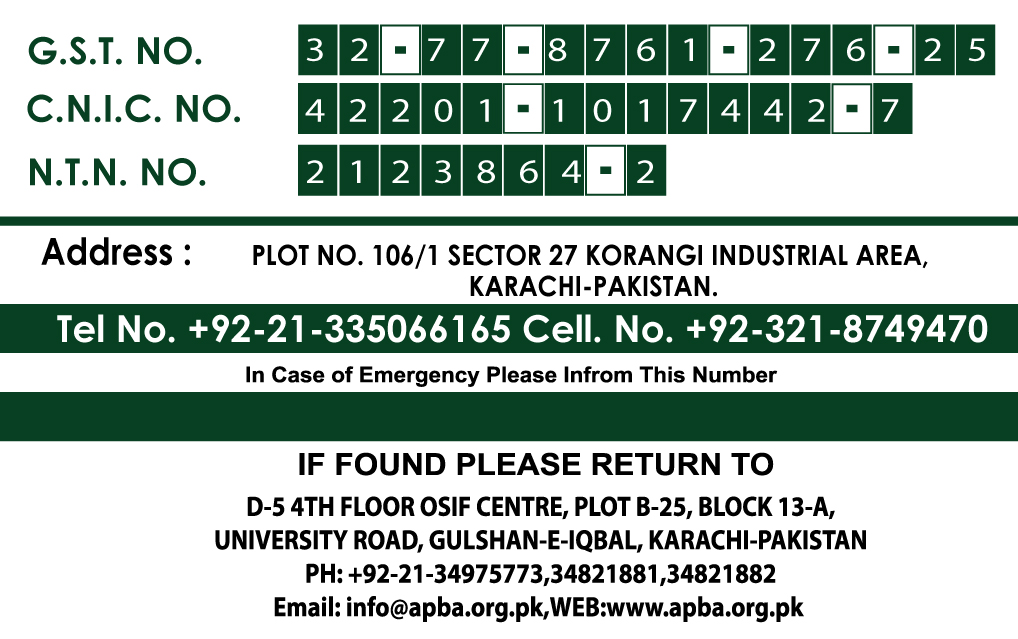 G.S.T. NO. 32-77-8761-276-25
C.N.I.C. NO. 42201-1017442-7
N.T.N. NO. 2123864-2
Address : PLOT NO. 106/1 SECTOR 27 KORANGI INDUSTRIAL AREA,
KARACHI-PAKISTAN.
Tel No. +92-21-335066165 Cell. No. +92-321-8749470
In Case of Emergency Please Infrom This Number
IF FOUND PLEASE RETURN TO
D-5 4TH FLOOR OSIF CENTRE, PLOT B-25, BLOCK 13-A,
UNIVERSITY ROAD, GULSHAN-E-IQBAL, KARACHI-PAKISTAN
PH: +92-21-34975773,34821881,34821882
Email: info@apba.org.pk,WEB:www.apba.org.pk